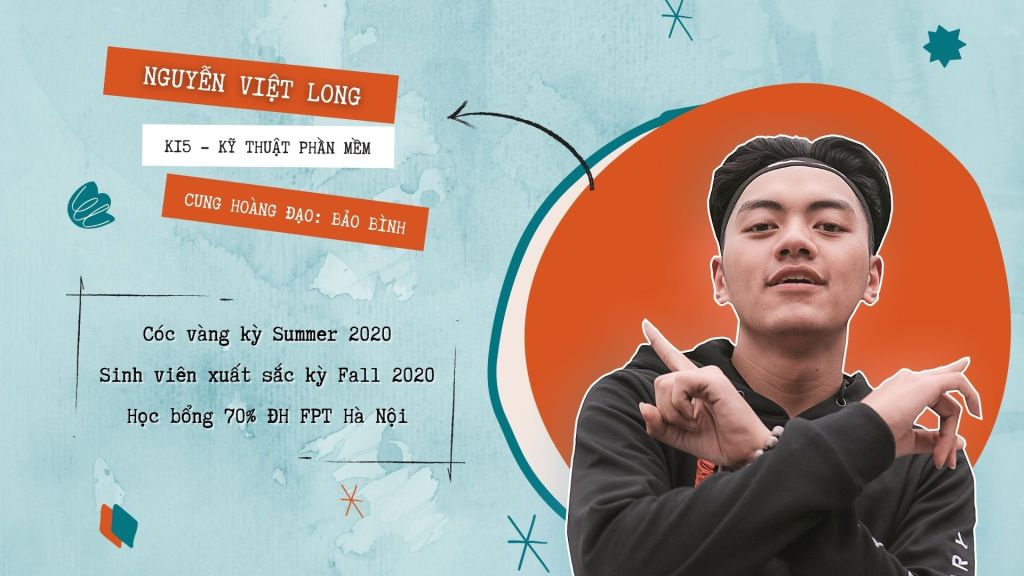 NGUYỄN VIỆT LONG
K15 - KỸ THUẬT PHẦN MỀM
CUNG HOÀNG ĐẠO: BẢO BÌNH
Cóc vàng kỳ Summer 2020
Sinh viên xuất sắc kỳ Fall 2020
Học bổng 70% ĐH FPT Hà Nội